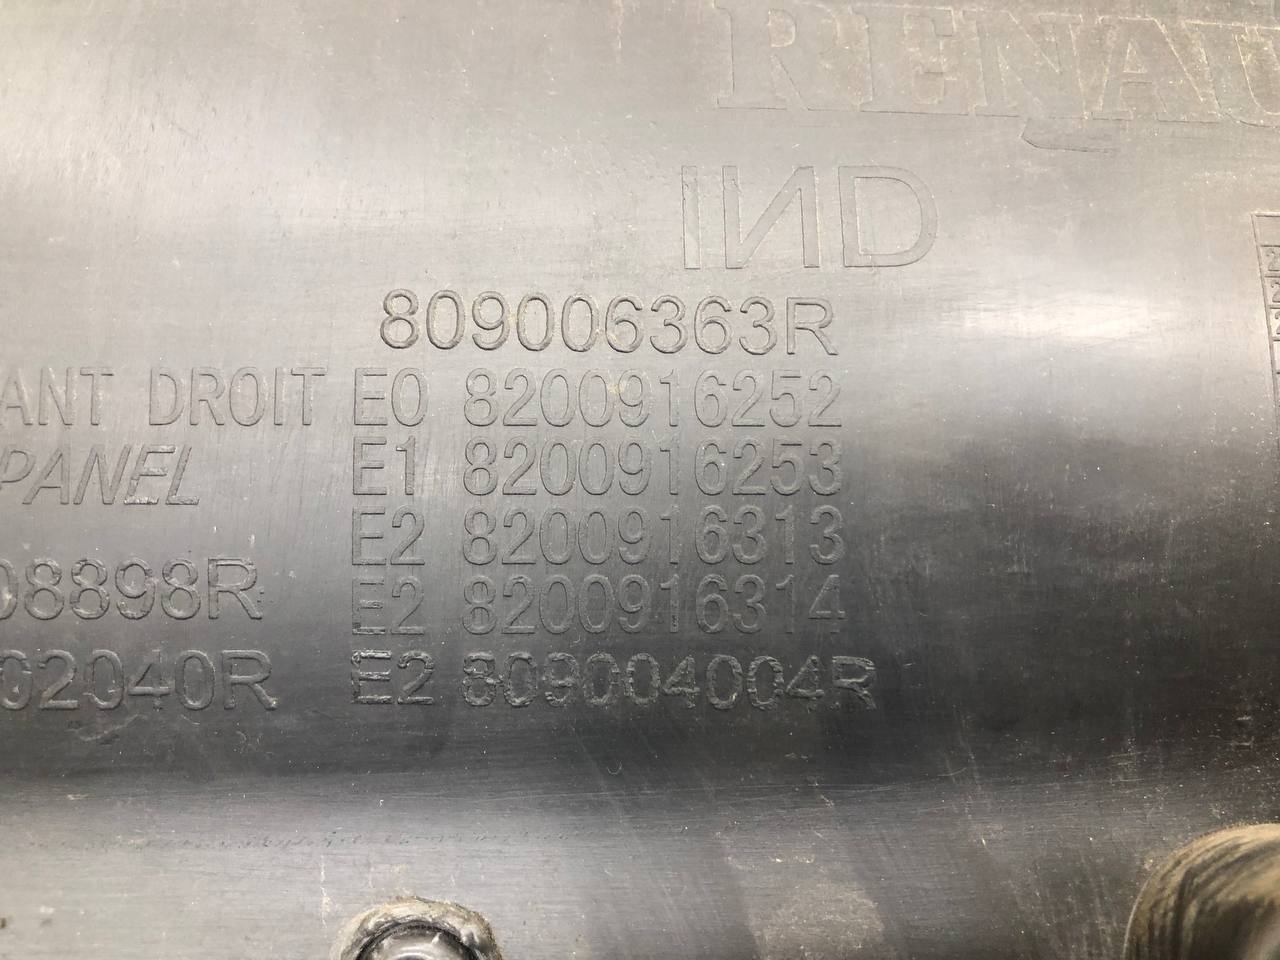 RENAU
IND
809006363R
ANT DROIT E0 8200916252
PANEL E1 8200916253
E2 8200916313
08898R E2 8200916314
02040R E2 809004004R